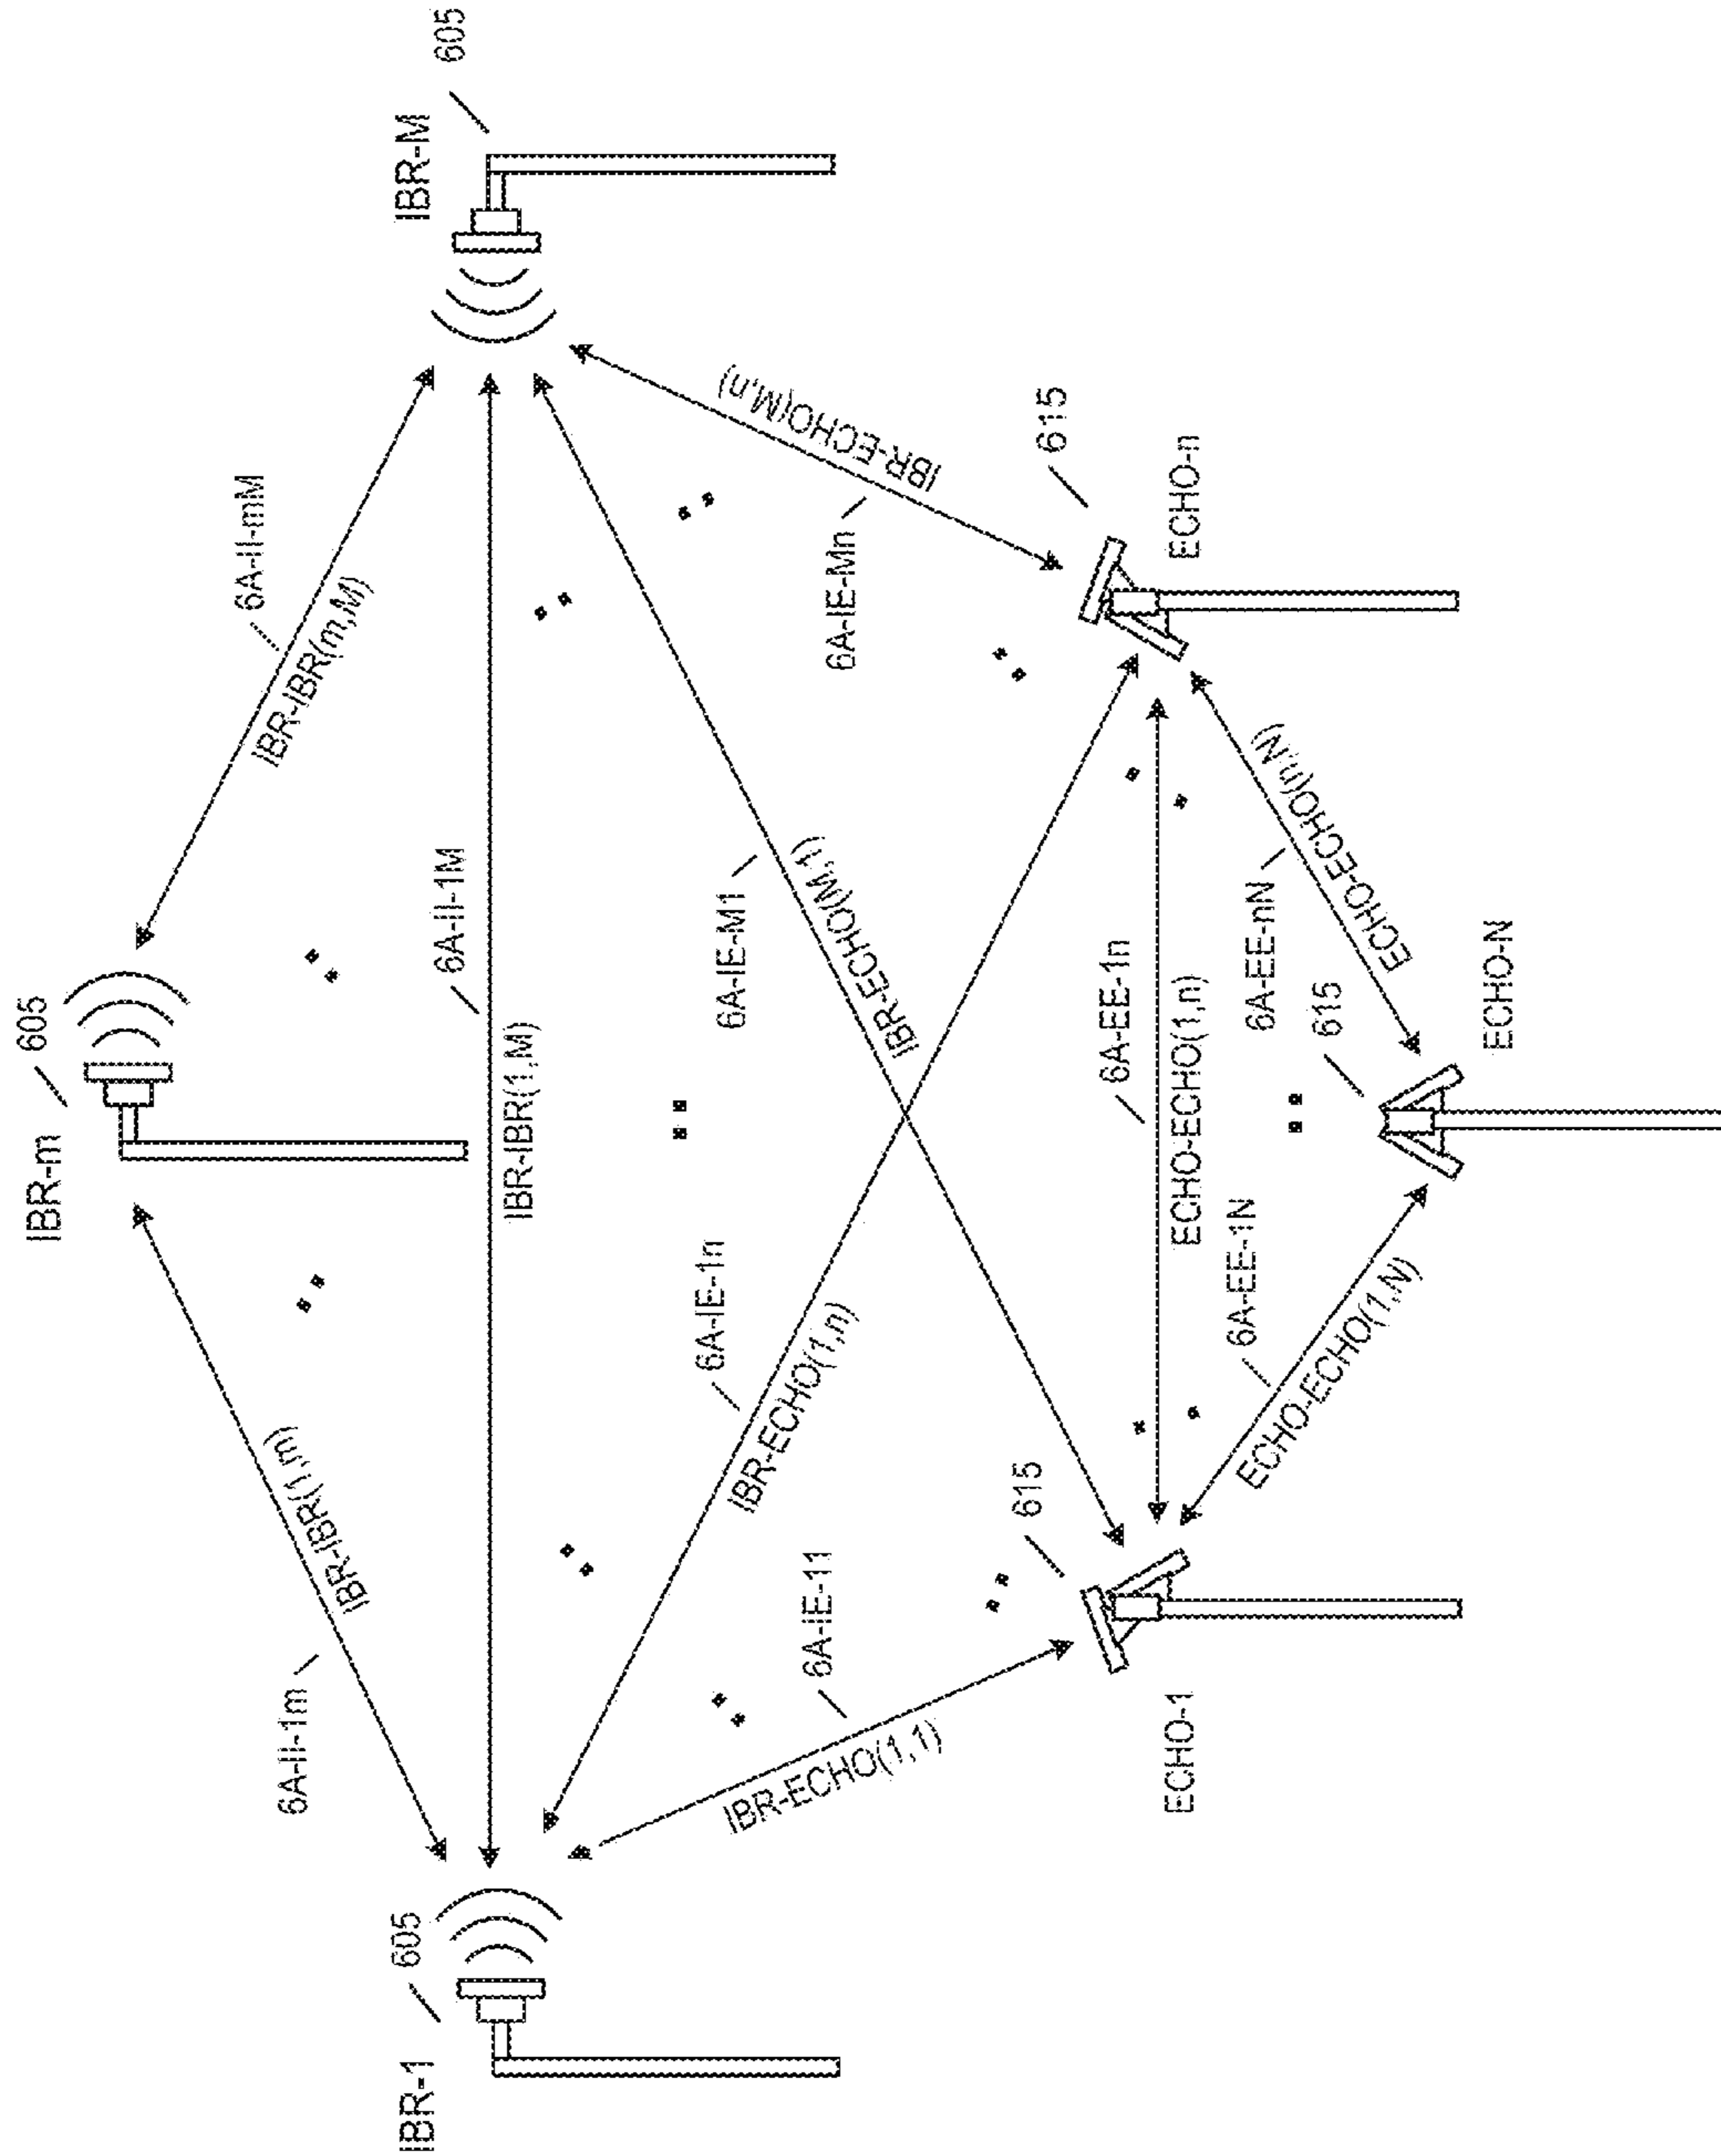 IBR-m
605
IBR-1
605
IBR-M
605
6A-II-1m
IBR-IBR(1,m)
6A-II-mM
IBR-IBR(m,M)
6A-II-1M
IBR-IBR(1,M)
6A-IE-1n
IBR-ECHO(1,n)
6A-IE-M1
IBR-ECHO(M,1)
6A-IE-11
IBR-ECHO(1,1)
6A-IE-Mn
IBR-ECHO(M,n)
615
ECHO-1
615
ECHO-n
6A-EE-1n
ECHO-ECHO(1,n)
6A-EE-1N
ECHO-ECHO(1,N)
6A-EE-nN
ECHO-ECHO(n,N)
615
ECHO-N